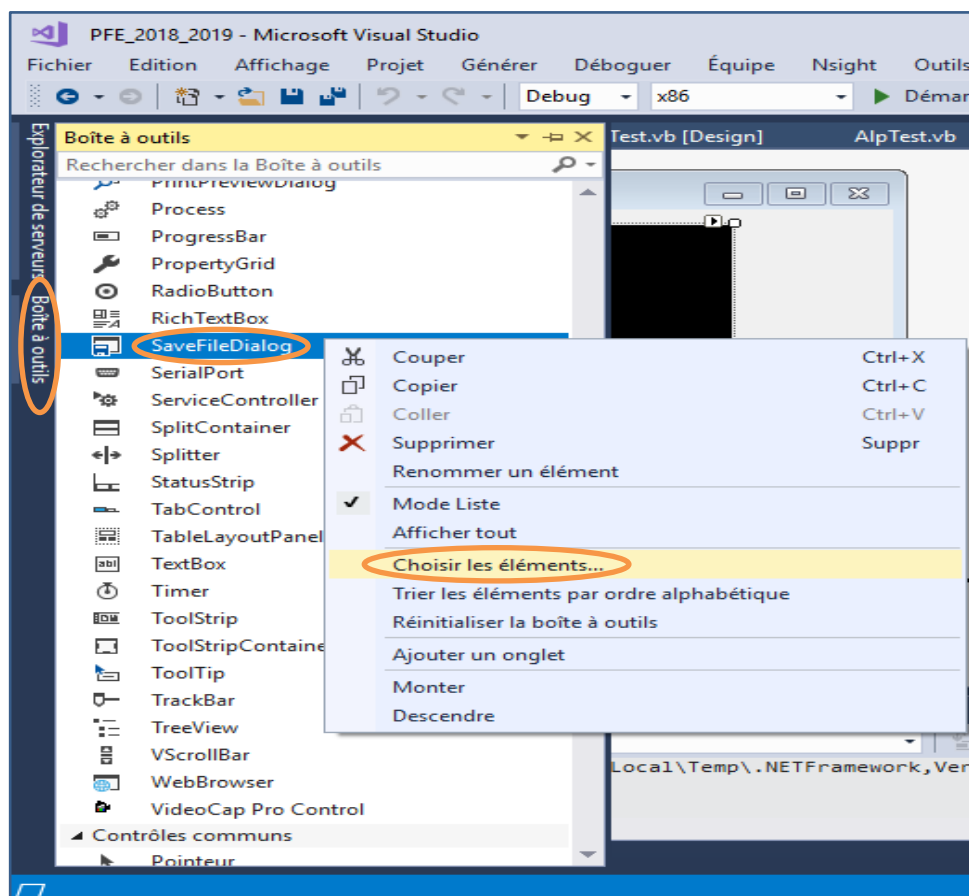 PFE_2018_2019 - Microsoft Visual Studio
Fichier Edition Affichage Projet Générer Déboguer Équipe Nsight Outils
Debug x86 Démar
Explorateur de serveurs
Boîte à outils
Boîte à outils
Test.vb [Design] AlpTest.vb
Rechercher dans la Boîte à outils
PrintPreviewDialog
Process
ProgressBar
PropertyGrid
RadioButton
RichTextBox
SaveFileDialog
SerialPort
ServiceController
SplitContainer
Splitter
StatusStrip
TabControl
TableLayoutPanel
TextBox
Timer
ToolStrip
ToolStripContaine
ToolTip
TrackBar
TreeView
VScrollBar
WebBrowser
VideoCap Pro Control
Contrôles communs
Pointeur
Couper Ctrl+X
Copier Ctrl+C
Coller Ctrl+V
Supprimer Suppr
Renommer un élément
Mode Liste
Afficher tout
Choisir les éléments...
Trier les éléments par ordre alphabétique
Réinitialiser la boîte à outils
Ajouter un onglet
Monter
Descendre
Local\Temp\.NETFramework,Ver